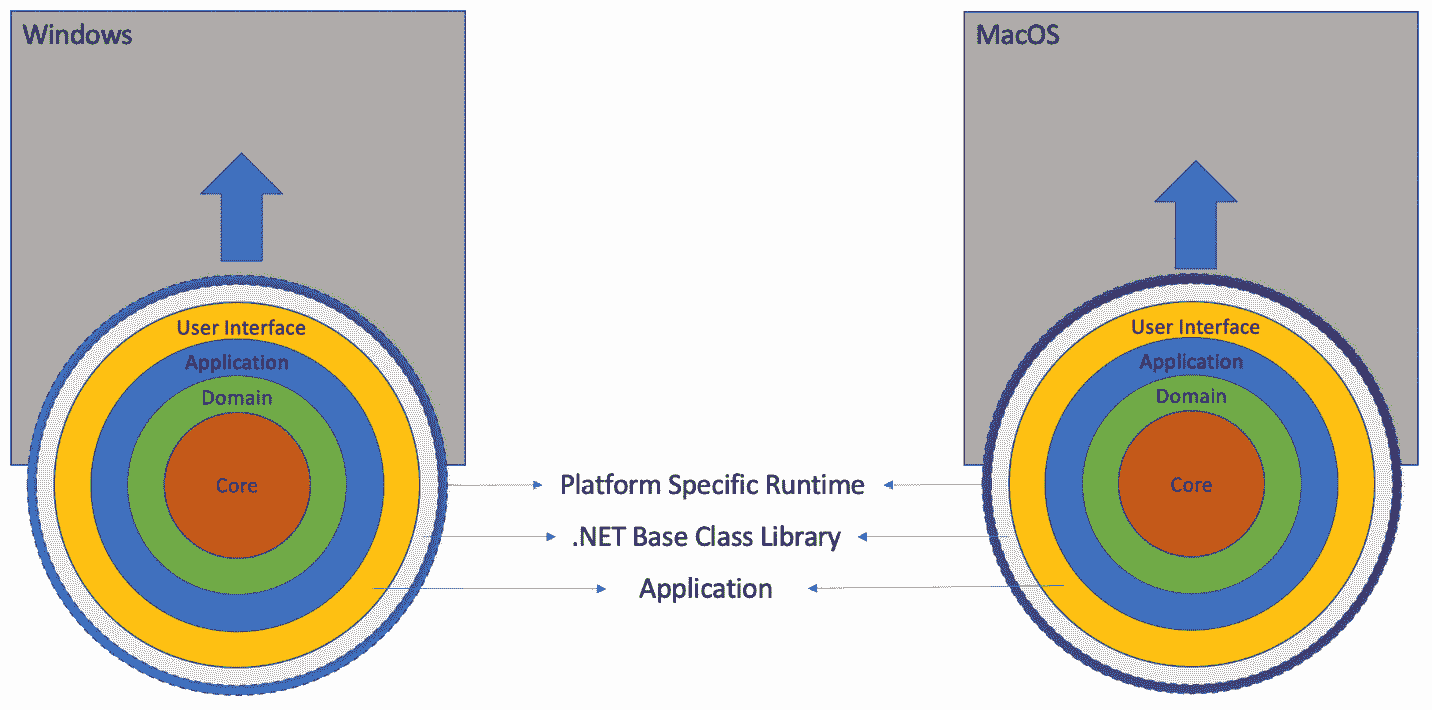 Windows
MacOS
User Interface
Application
Domain
Core
User Interface
Application
Domain
Core
Platform Specific Runtime
.NET Base Class Library
Application